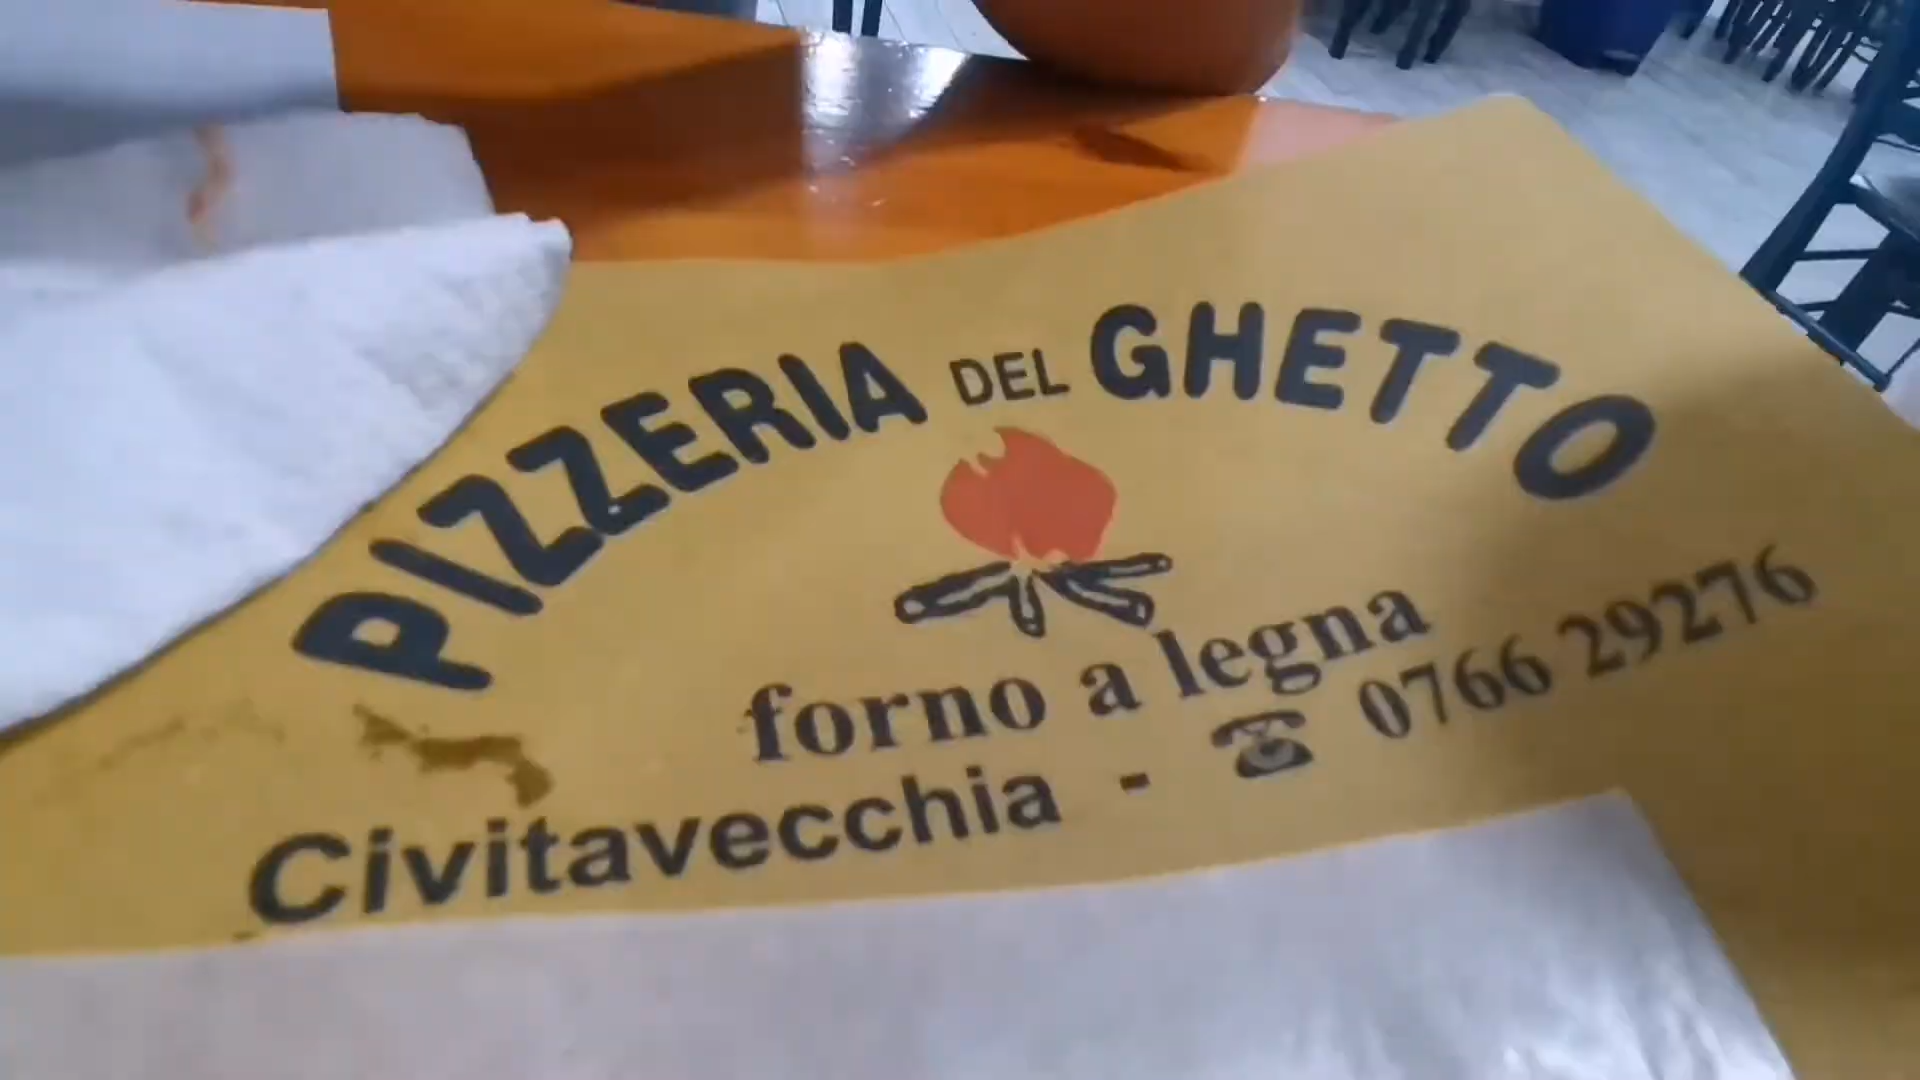 PIZZERIA DEL GHETTO
forno a legna
Civitavecchia - ☎ 0766 29276